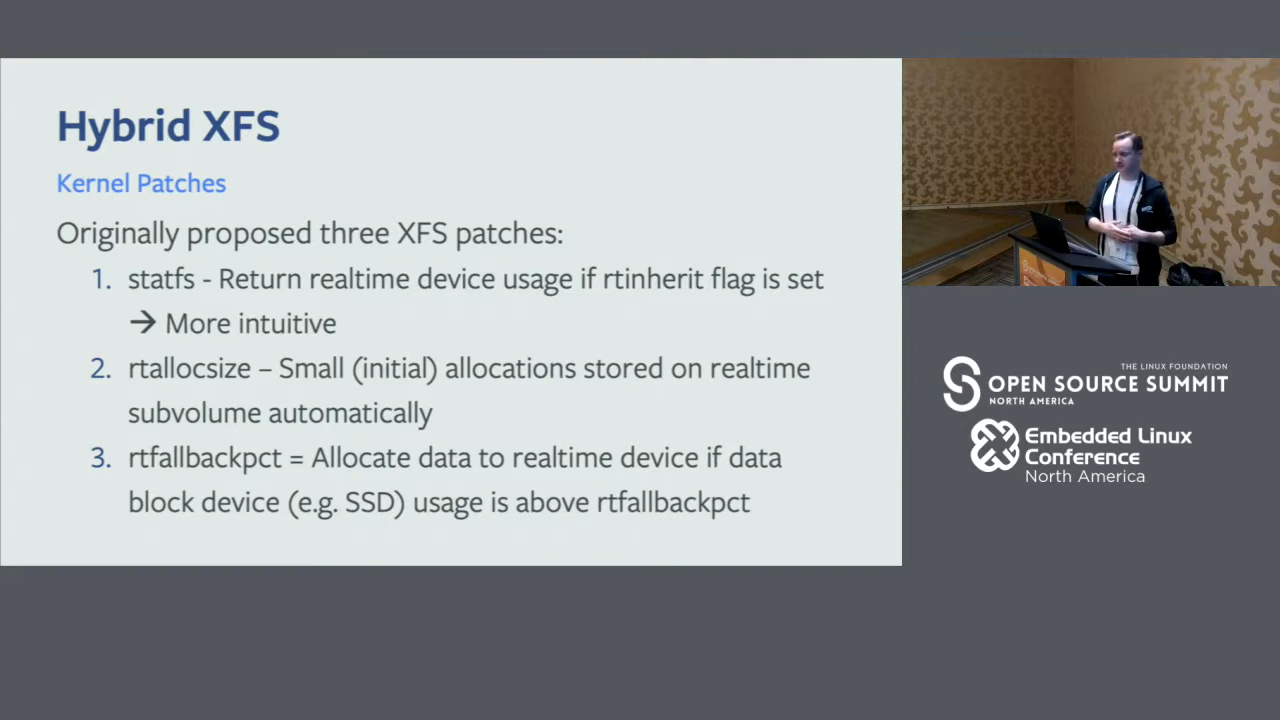 Hybrid XFS
Kernel Patches
Originally proposed three XFS patches:
1. statfs - Return realtime device usage if rtinherit flag is set
→ More intuitive
2. rtallocsize – Small (initial) allocations stored on realtime
subvolume automatically
3. rtfallbackpct = Allocate data to realtime device if data
block device (e.g. SSD) usage is above rtfallbackpct
THE LINUX FOUNDATION
OPEN SOURCE SUMMIT
NORTH AMERICA
Embedded Linux
Conference
North America